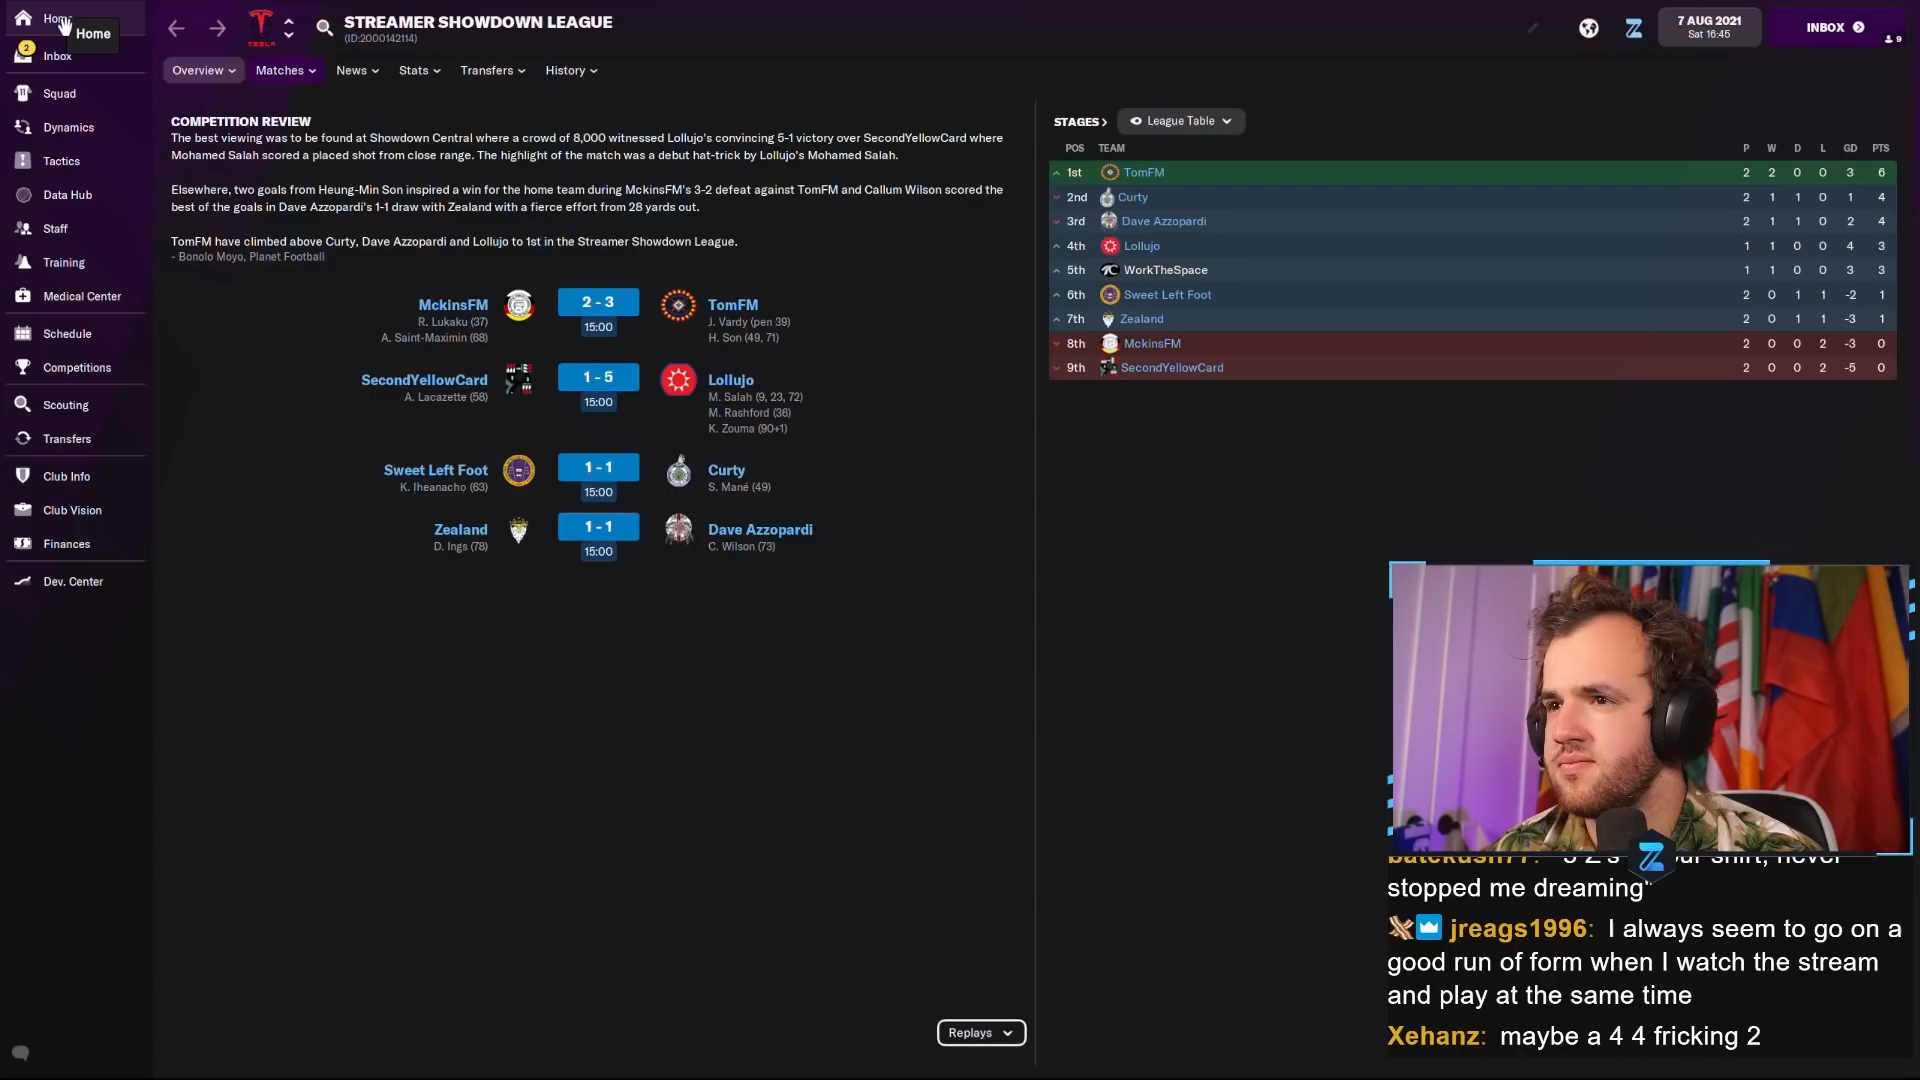 Home
Home
2
Inbox
Squad
Dynamics
Tactics
Data Hub
Staff
Training
Medical Center
Schedule
Competitions
Scouting
Transfers
Club Info
Club Vision
Finances
Dev. Center
TESLA
STREAMER SHOWDOWN LEAGUE
(ID:2000142114)
7 AUG 2021
Sat 16:45
INBOX
9
Overview
Matches
News
Stats
Transfers
History
COMPETITION REVIEW
The best viewing was to be found at Showdown Central where a crowd of 8,000 witnessed Lollujo's convincing 5-1 victory over SecondYellowCard where
Mohamed Salah scored a placed shot from close range. The highlight of the match was a debut hat-trick by Lollujo's Mohamed Salah.
Elsewhere, two goals from Heung-Min Son inspired a win for the home team during MckinsFM's 3-2 defeat against TomFM and Callum Wilson scored the
best of the goals in Dave Azzopardi's 1-1 draw with Zealand with a fierce effort from 28 yards out.
TomFM have climbed above Curty, Dave Azzopardi and Lollujo to 1st in the Streamer Showdown League.
- Bonolo Moyo, Planet Football
MckinsFM 2 - 3 TomFM
R. Lukaku (37) 15:00 J. Vardy (pen 39)
A. Saint-Maximin (68) H. Son (49, 71)
SecondYellowCard 1 - 5 Lollujo
A. Lacazette (58) 15:00 M. Salah (9, 23, 72)
M. Rashford (36)
K. Zouma (90+1)
Sweet Left Foot 1 - 1 Curty
K. Iheanacho (63) 15:00 S. Mané (49)
Zealand 1 - 1 Dave Azzopardi
D. Ings (78) 15:00 C. Wilson (73)
Replays
STAGES
League Table
POS TEAM P W D L GD PTS
1st TomFM 2 2 0 0 3 6
2nd Curty 2 1 1 0 1 4
3rd Dave Azzopardi 2 1 1 0 2 4
4th Lollujo 1 1 0 0 4 3
5th WorkTheSpace 1 1 0 0 3 3
6th Sweet Left Foot 2 0 1 1 -2 1
7th Zealand 2 0 1 1 -3 1
8th MckinsFM 2 0 0 2 -3 0
9th SecondYellowCard 2 0 0 2 -5 0
shift, never
stopped me dreaming"
jreags1996: I always seem to go on a
good run of form when I watch the stream
and play at the same time
Xehanz: maybe a 4 4 fricking 2